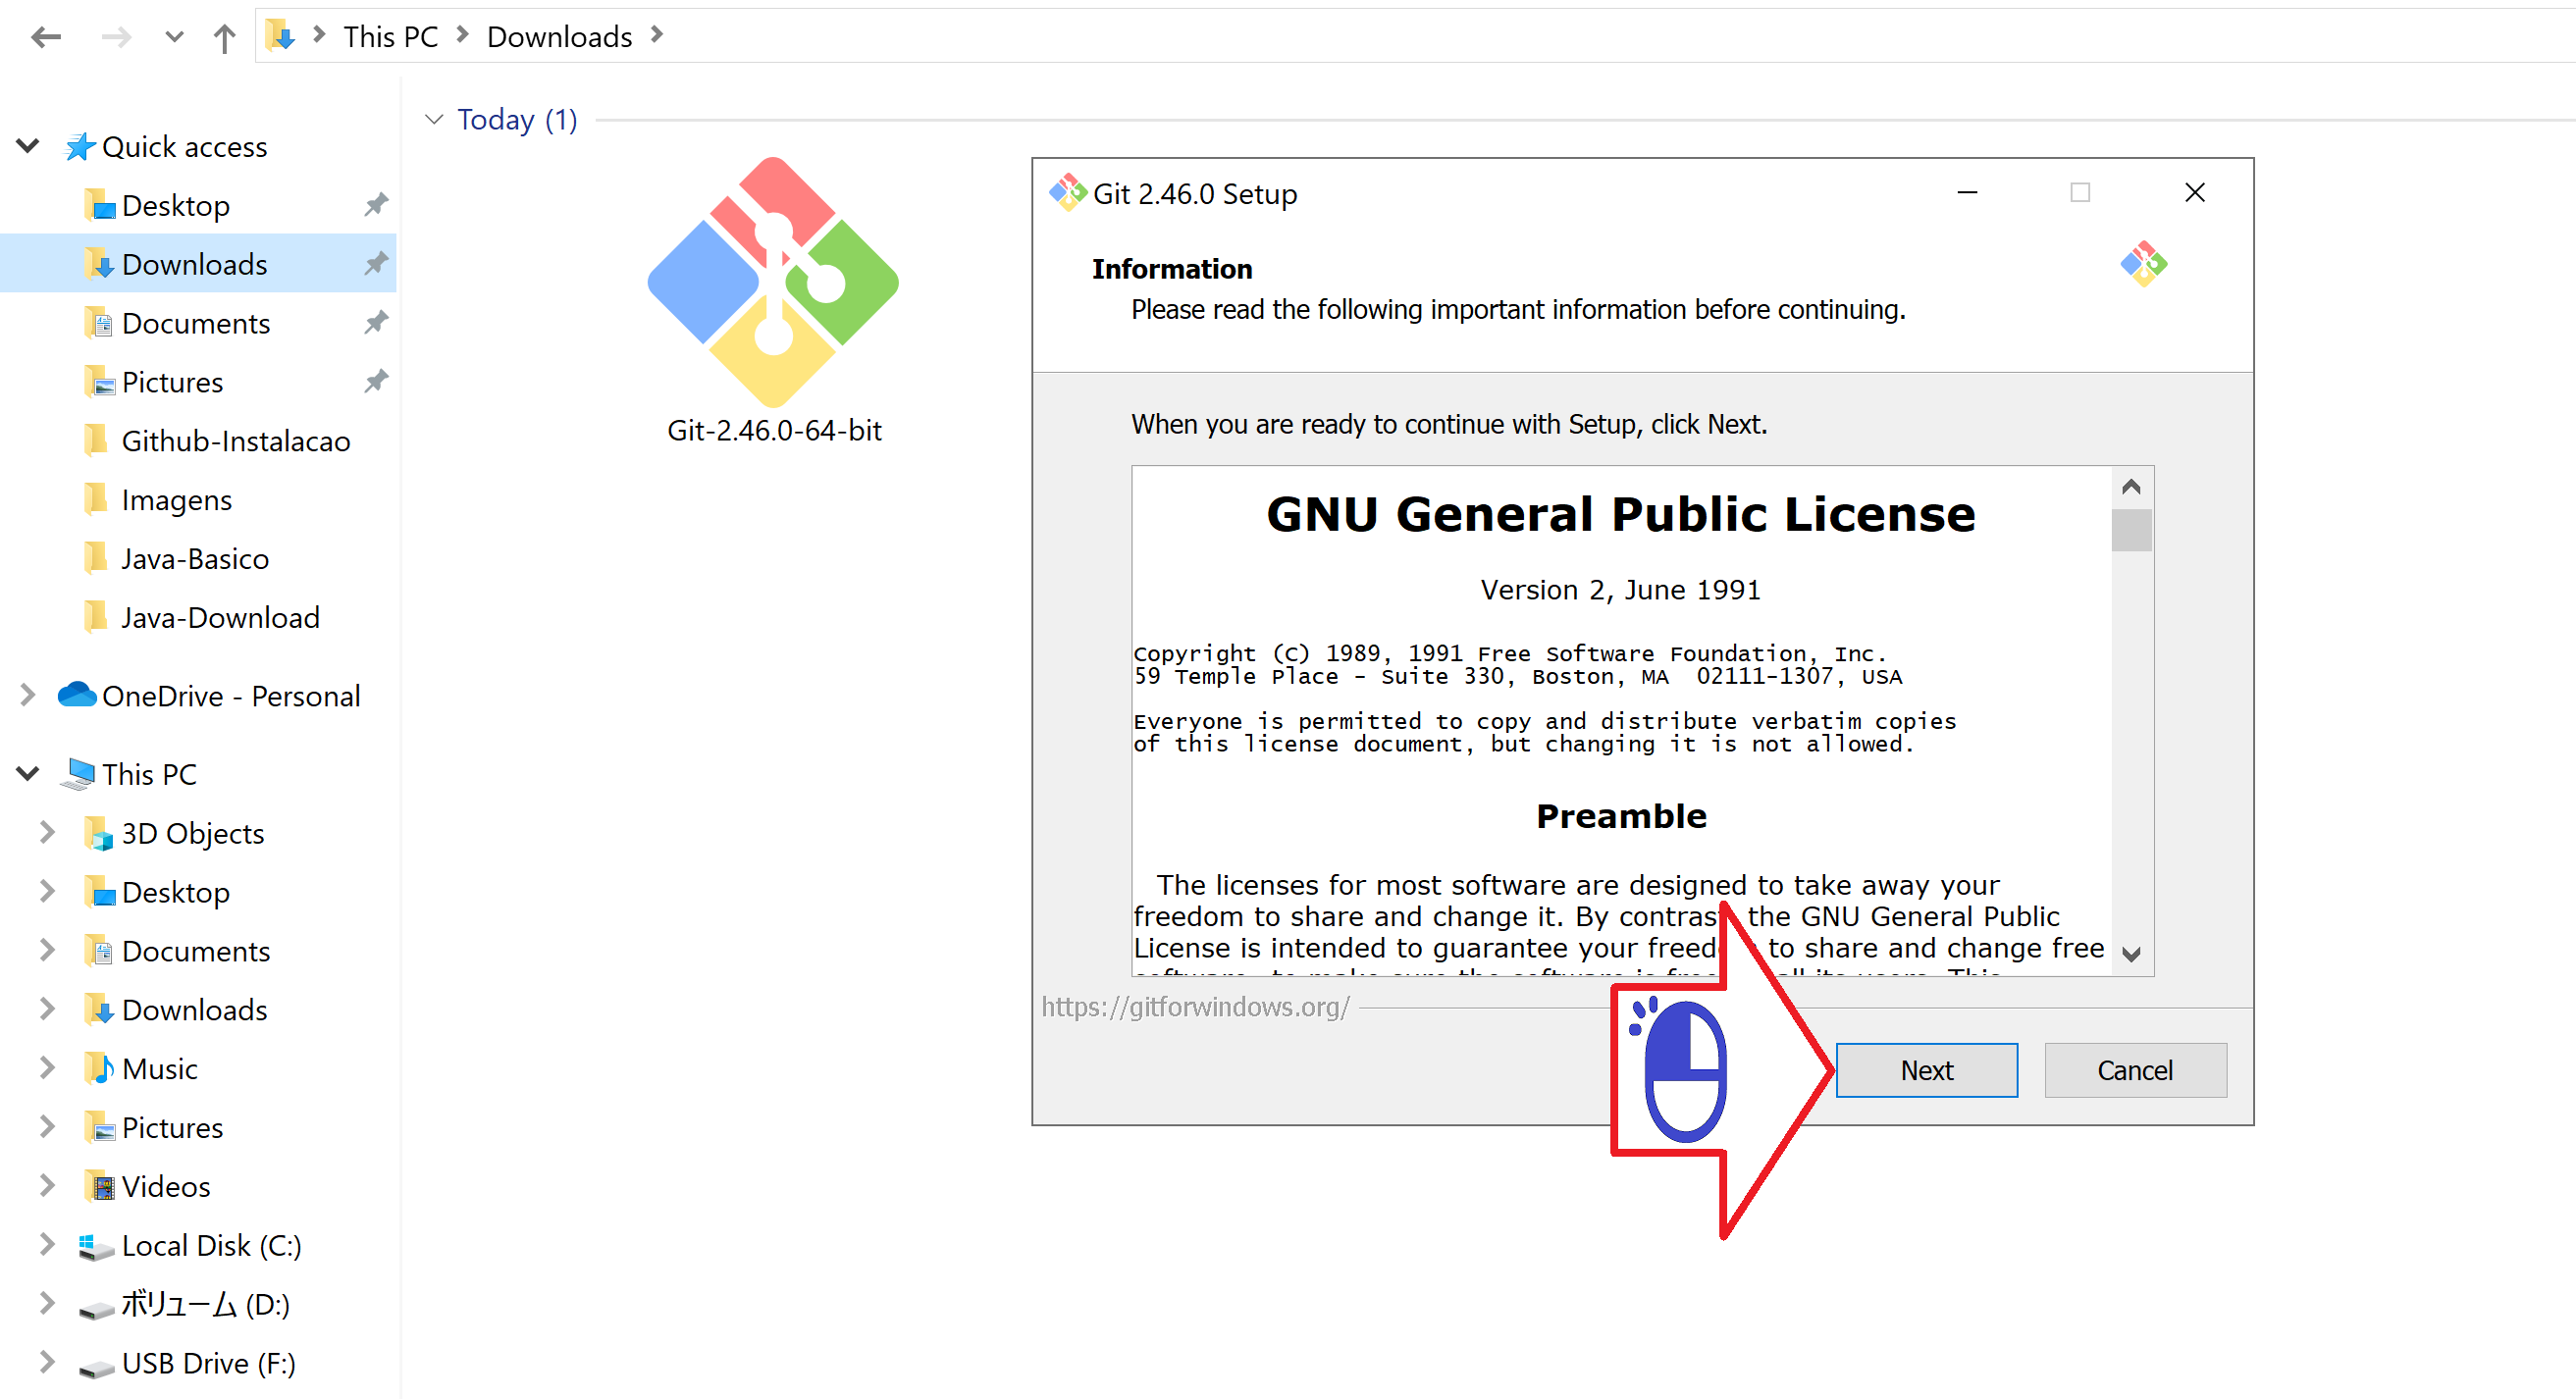 This PC > Downloads >
Quick access
Desktop
Downloads
Documents
Pictures
Github-Instalacao
Imagens
Java-Basico
Java-Download
OneDrive - Personal
This PC
3D Objects
Desktop
Documents
Downloads
Music
Pictures
Videos
Local Disk (C:)
ボリューム (D:)
USB Drive (F:)
Today (1)
Git-2.46.0-64-bit
Git 2.46.0 Setup
Information
Please read the following important information before continuing.
When you are ready to continue with Setup, click Next.
GNU General Public License
Version 2, June 1991
Copyright (C) 1989, 1991 Free Software Foundation, Inc.
59 Temple Place - Suite 330, Boston, MA  02111-1307, USA
Everyone is permitted to copy and distribute verbatim copies
of this license document, but changing it is not allowed.
Preamble
The licenses for most software are designed to take away your
freedom to share and change it. By contrast the GNU General Public
License is intended to guarantee your freedom to share and change free
https://gitforwindows.org/
Next
Cancel